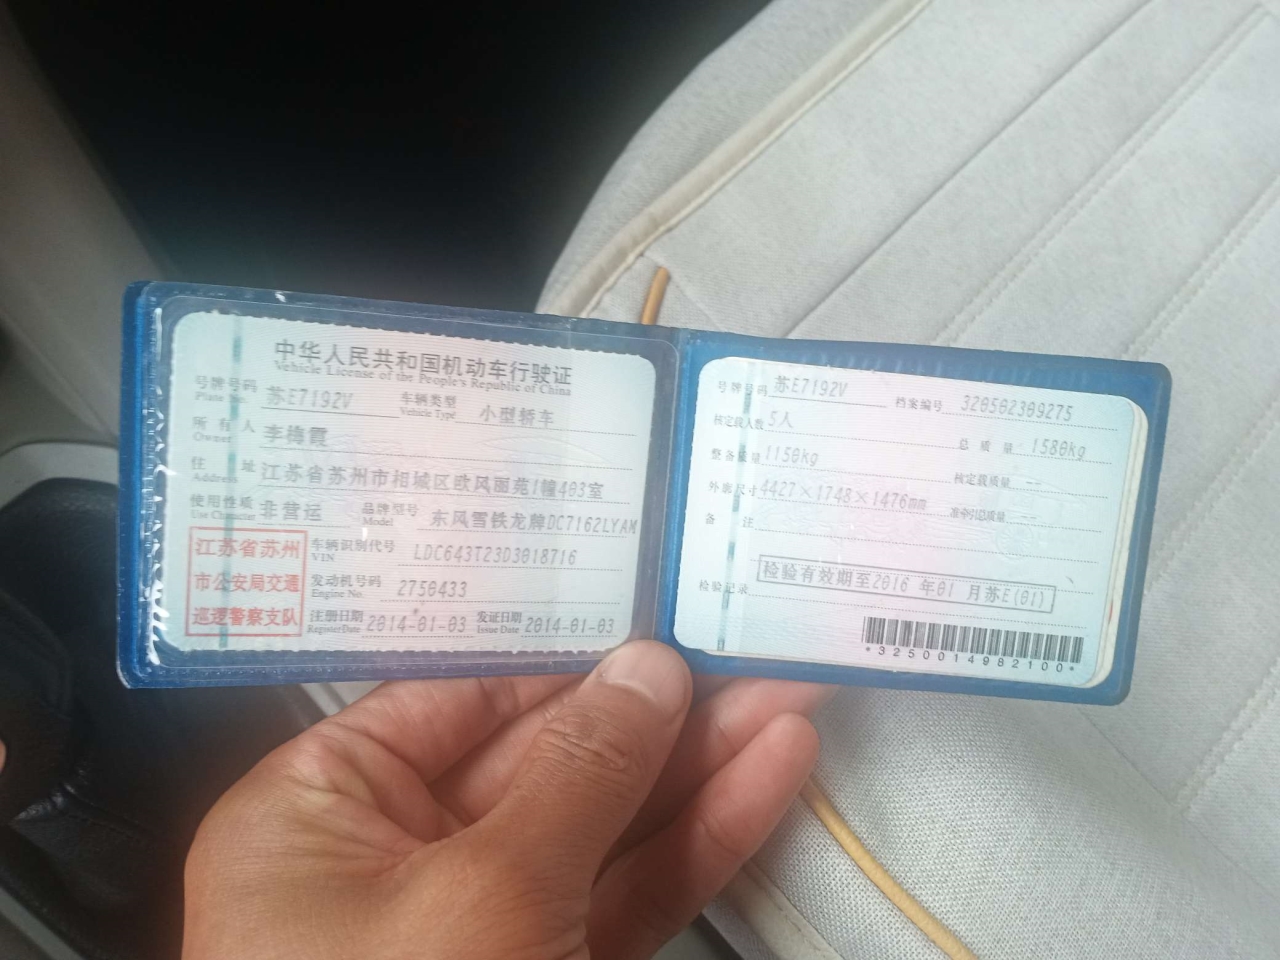 中华人民共和国机动车行驶证
Vehicle License of the People's Republic of China
号牌号码 苏E7192V 车辆类型 小型轿车
Plate No. Vehicle Type
所有人 李梅霞
Owner
住址 江苏省苏州市相城区欧风丽苑1幢403室
Address
使用性质 非营运 品牌型号 东风雪铁龙牌DC7162LYAM
Use Character Model
江苏省苏州
市公安局交通
巡逻警察支队
车辆识别代号 LDC643T23D3018716
VIN
发动机号码 2750433
Engine No.
注册日期 2014-01-03 发证日期 2014-01-03
Register Date Issue Date
号牌号码 苏E7192V 档案编号 320502309275
核定载人数 5人 总质量 1580kg
整备质量 1150kg 核定载质量 --
外廓尺寸 4427×1748×1476mm 准牵引总质量 --
备注
检验记录 检验有效期至2016年01月苏E(01)
*3250014982100*